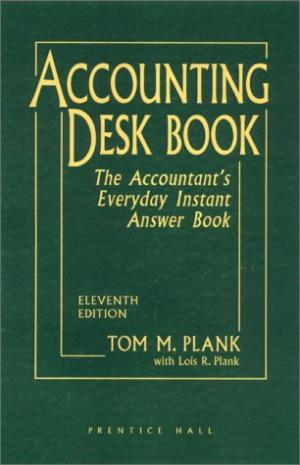 ACCOUNTING
DESK BOOK
The Accountant's
Everyday Instant
Answer Book
ELEVENTH
EDITION
TOM M. PLANK
with Lois R. Plank
PRENTICE HALL